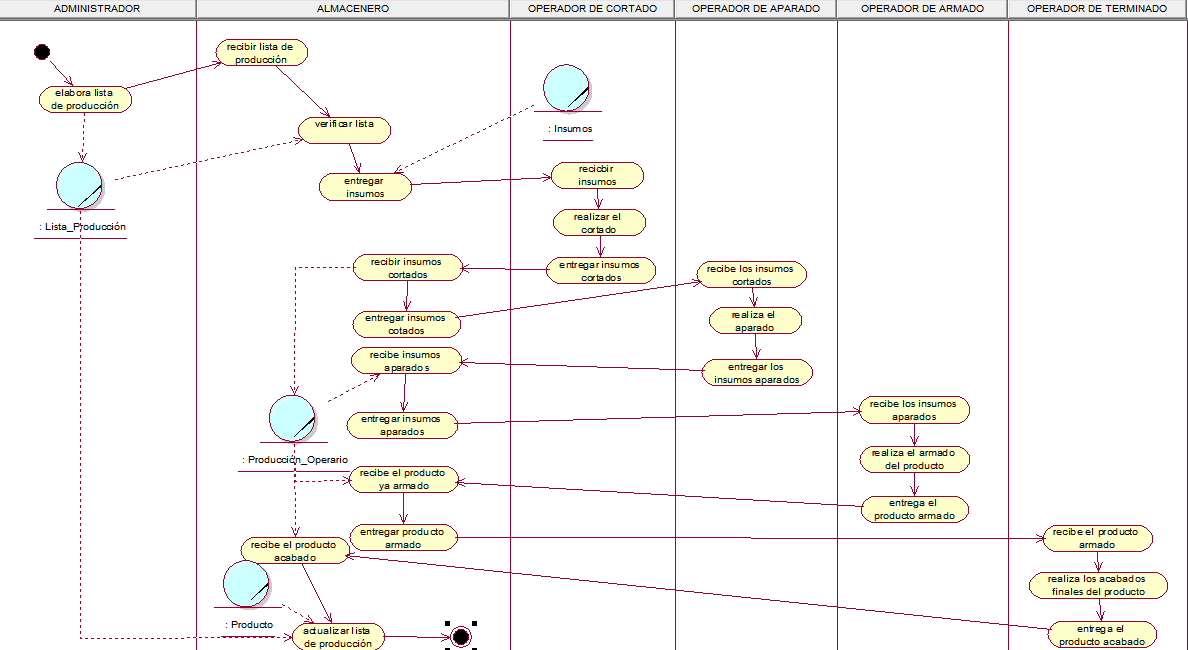 ADMINISTRADOR
ALMACENERO
OPERADOR DE CORTADO
OPERADOR DE APARADO
OPERADOR DE ARMADO
OPERADOR DE TERMINADO
elabora lista
de producción
: Lista_Producción
recibir lista de
producción
verificar lista
entregar
insumos
: Insumos
recicbir
insumos
realizar el
cortado
entregar insumos
cortados
recibir insumos
cortados
entregar insumos
cotados
recibe los insumos
cortados
realiza el
aparado
entregar los
insumos aparados
recibe insumos
aparados
entregar insumos
aparados
: Producción_Operario
recibe los insumos
aparados
realiza el armado
del producto
entrega el
producto armado
recibe el producto
ya armado
entregar producto
armado
recibe el producto
armado
realiza los acabados
finales del producto
entrega el
producto acabado
recibe el producto
acabado
: Producto
actualizar lista
de producción